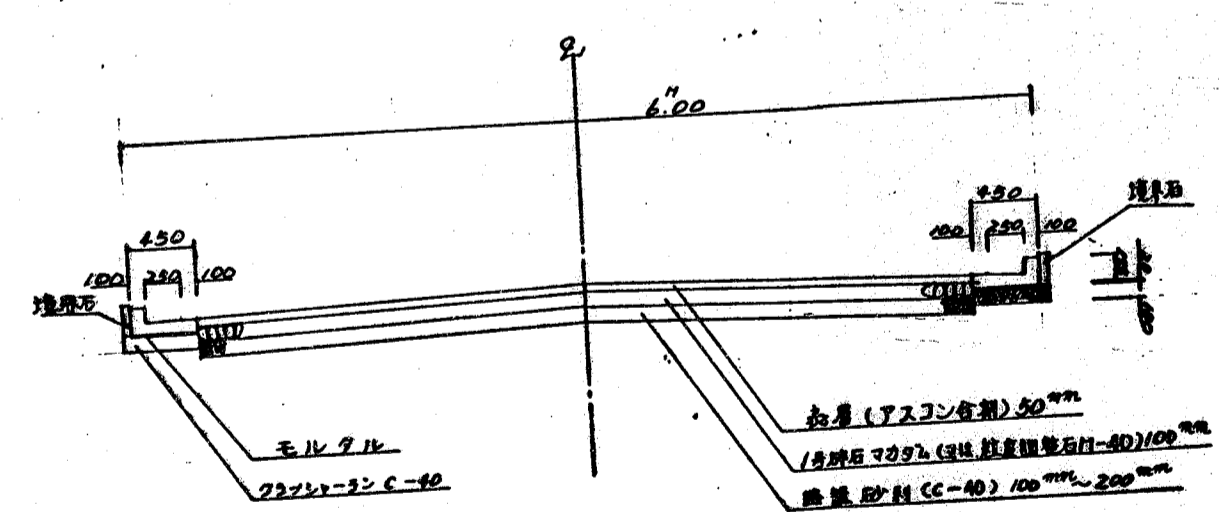 ℄
6.00 M
450
100 250 100
境界石
450
100 250 100
境界石
モルタル
クラッシャーラン C-40
表層 (アスコン合材) 50mm
1号砕石マカダム (又は 粒度調整石M-40) 100mm
路盤砂利 (C-40) 100mm~200mm